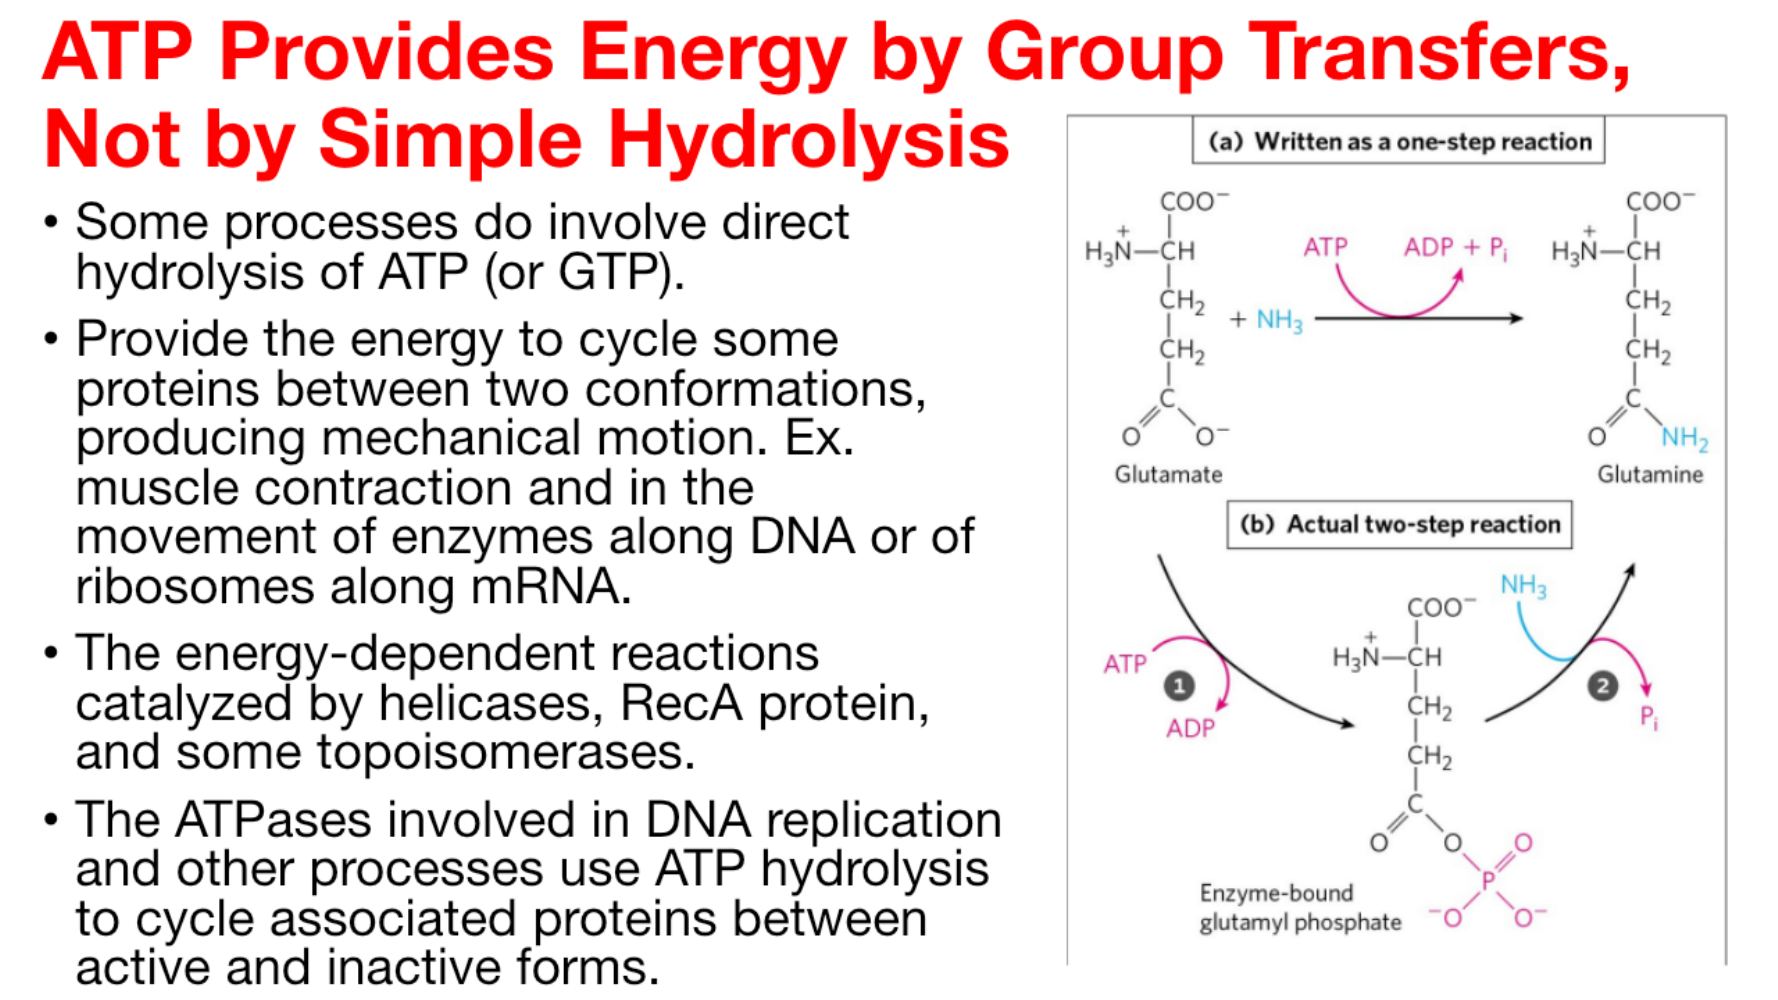 ATP Provides Energy by Group Transfers,
Not by Simple Hydrolysis
• Some processes do involve direct
hydrolysis of ATP (or GTP).
• Provide the energy to cycle some
proteins between two conformations,
producing mechanical motion. Ex.
muscle contraction and in the
movement of enzymes along DNA or of
ribosomes along mRNA.
• The energy-dependent reactions
catalyzed by helicases, RecA protein,
and some topoisomerases.
• The ATPases involved in DNA replication
and other processes use ATP hydrolysis
to cycle associated proteins between
active and inactive forms.
(a) Written as a one-step reaction
COO⁻
H₃N⁺—CH
CH₂
CH₂
C
O O⁻
Glutamate
+ NH₃
ATP ADP + Pᵢ
COO⁻
H₃N⁺—CH
CH₂
CH₂
C
O NH₂
Glutamine
(b) Actual two-step reaction
ATP
1
ADP
COO⁻
H₃N⁺—CH
CH₂
CH₂
C
O O
P
O
⁻O O⁻
Enzyme-bound
glutamyl phosphate
NH₃
2
Pᵢ